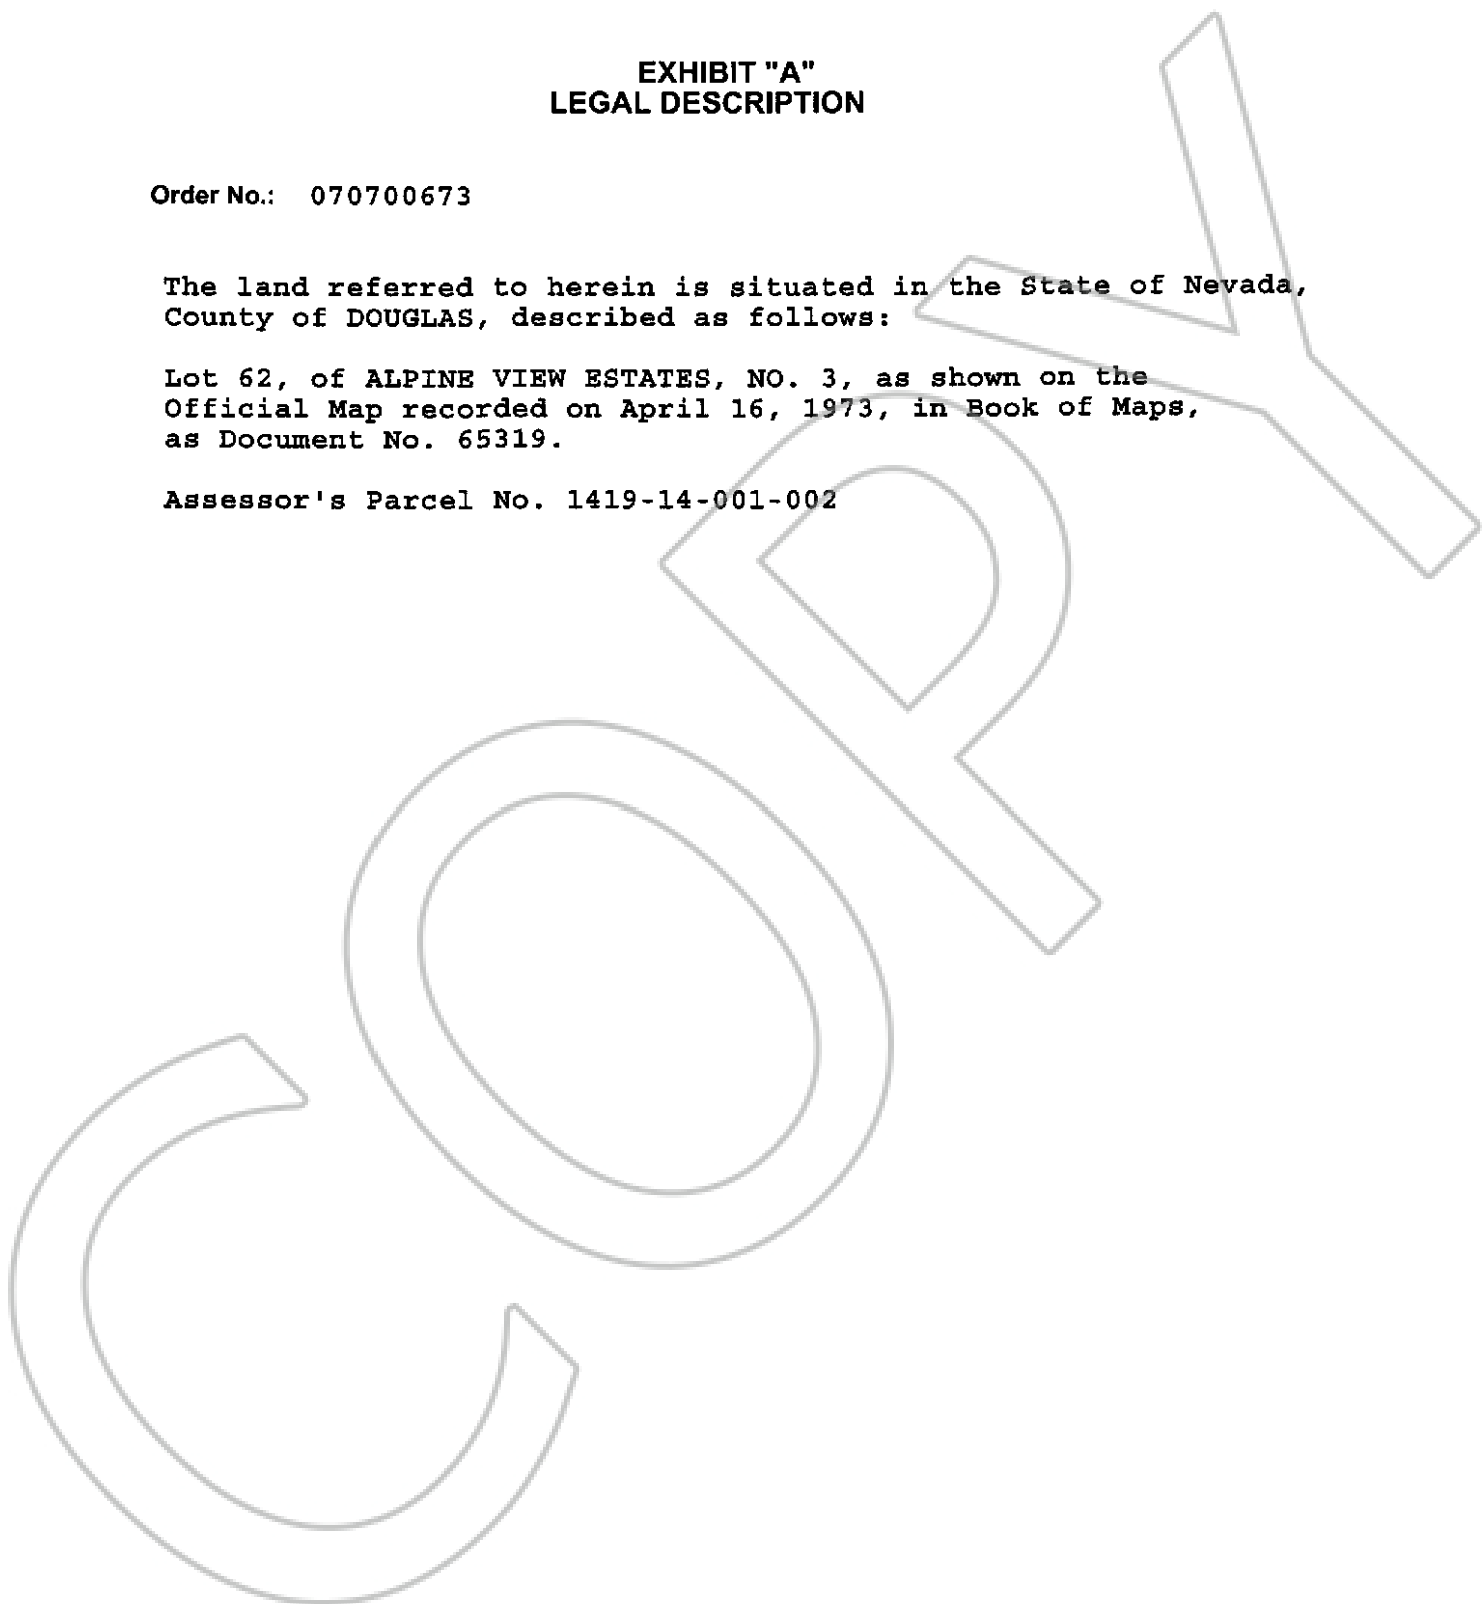 EXHIBIT "A"
LEGAL DESCRIPTION
Order No.: 070700673
The land referred to herein is situated in the State of Nevada,
County of DOUGLAS, described as follows:
Lot 62, of ALPINE VIEW ESTATES, NO. 3, as shown on the
Official Map recorded on April 16, 1973, in Book of Maps,
as Document No. 65319.
Assessor's Parcel No. 1419-14-001-002
COPY